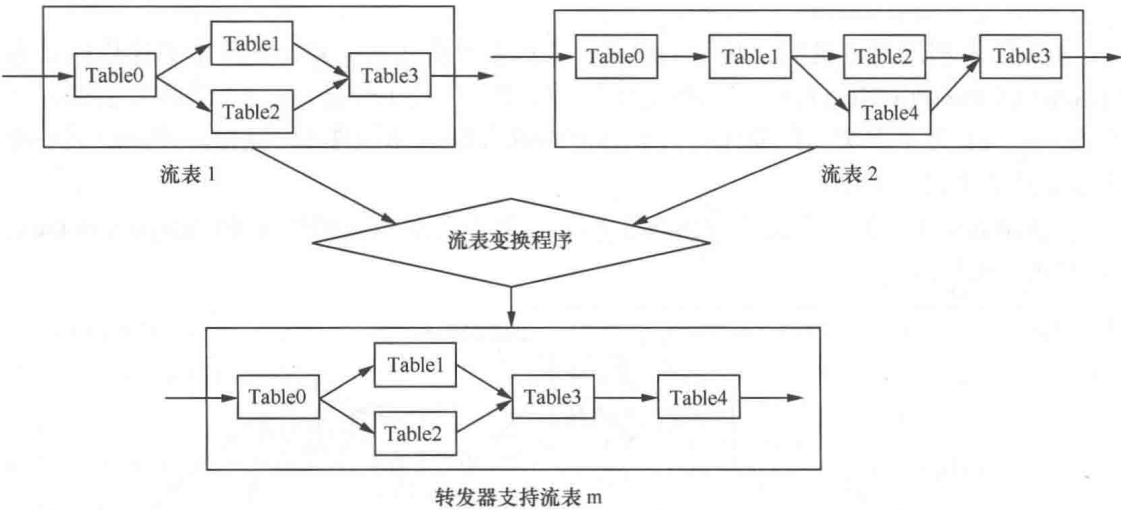 Table1
Table0
Table3
Table2
流表 1
Table0
Table1
Table2
Table3
Table4
流表 2
流表变换程序
Table1
Table0
Table3
Table4
Table2
转发器支持流表 m